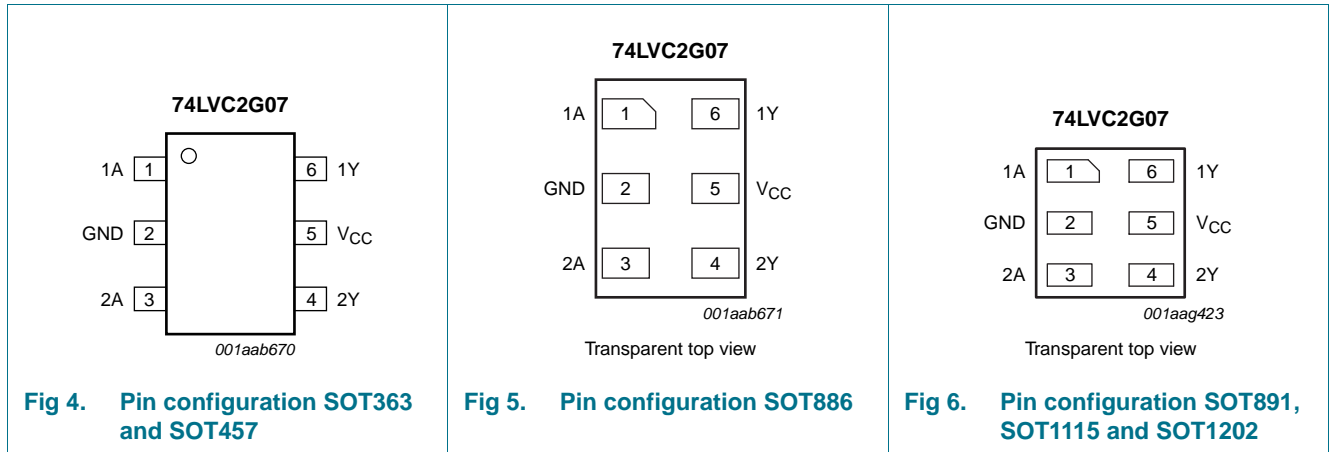 74LVC2G07
1A 1 6 1Y
GND 2 5 VCC
2A 3 4 2Y
001aab670
Fig 4. Pin configuration SOT363
and SOT457
74LVC2G07
1A 1 6 1Y
GND 2 5 VCC
2A 3 4 2Y
001aab671
Transparent top view
Fig 5. Pin configuration SOT886
74LVC2G07
1A 1 6 1Y
GND 2 5 VCC
2A 3 4 2Y
001aag423
Transparent top view
Fig 6. Pin configuration SOT891,
SOT1115 and SOT1202